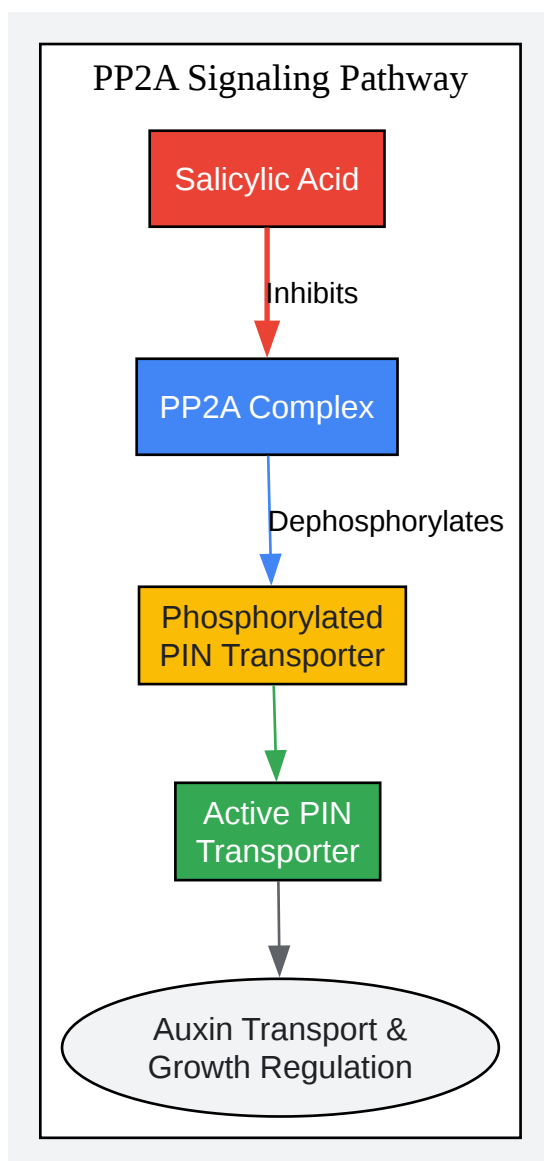 PP2A Signaling Pathway
Salicylic Acid
Inhibits
PP2A Complex
Dephosphorylates
Phosphorylated
PIN Transporter
Active PIN
Transporter
Auxin Transport &
Growth Regulation